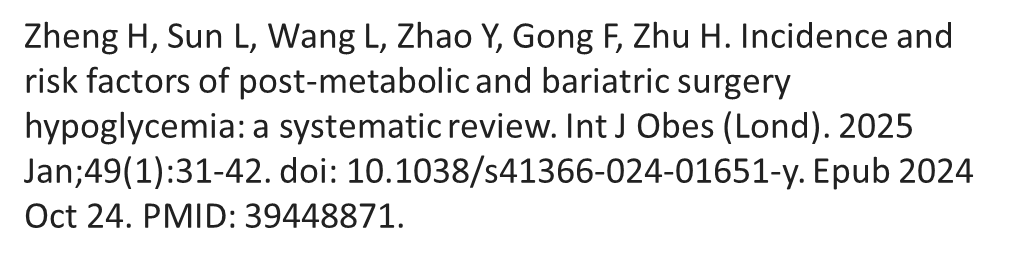 Zheng H, Sun L, Wang L, Zhao Y, Gong F, Zhu H. Incidence and
risk factors of post-metabolic and bariatric surgery
hypoglycemia: a systematic review. Int J Obes (Lond). 2025
Jan;49(1):31-42. doi: 10.1038/s41366-024-01651-y. Epub 2024
Oct 24. PMID: 39448871.